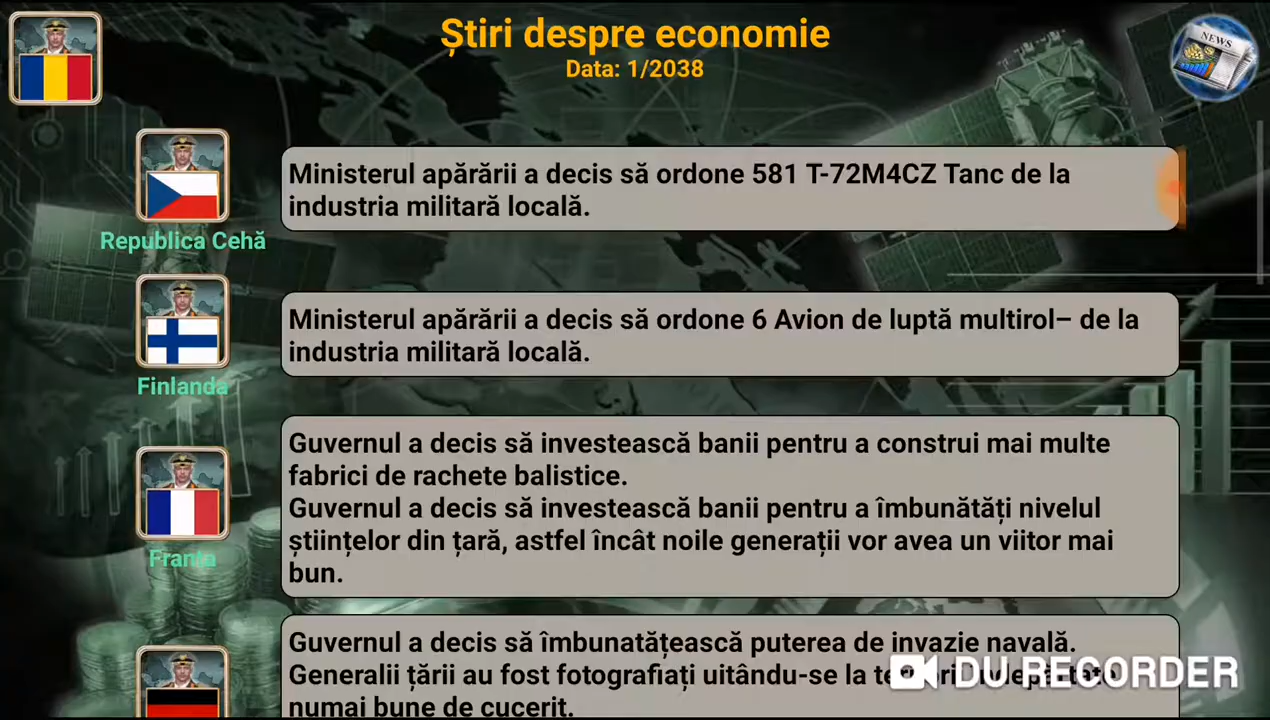 Știri despre economie
Data: 1/2038
NEWS
Ministerul apărării a decis să ordone 581 T-72M4CZ Tanc de la
industria militară locală.
Republica Cehă
Ministerul apărării a decis să ordone 6 Avion de luptă multirol– de la
industria militară locală.
Finlanda
Guvernul a decis să investească banii pentru a construi mai multe
fabrici de rachete balistice.
Guvernul a decis să investească banii pentru a îmbunătăți nivelul
științelor din țară, astfel încât noile generații vor avea un viitor mai
bun.
Franța
Guvernul a decis să îmbunatățească puterea de invazie navală.
Generalii țării au fost fotografiați uitându-se la
numai bune de cucerit.
DU RECORDER